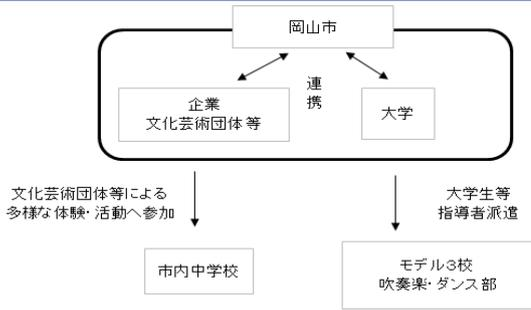 岡山市
連
携
企業
文化芸術団体等
大学
文化芸術団体等による
多様な体験・活動へ参加
大学生等
指導者派遣
市内中学校
モデル３校
吹奏楽・ダンス部